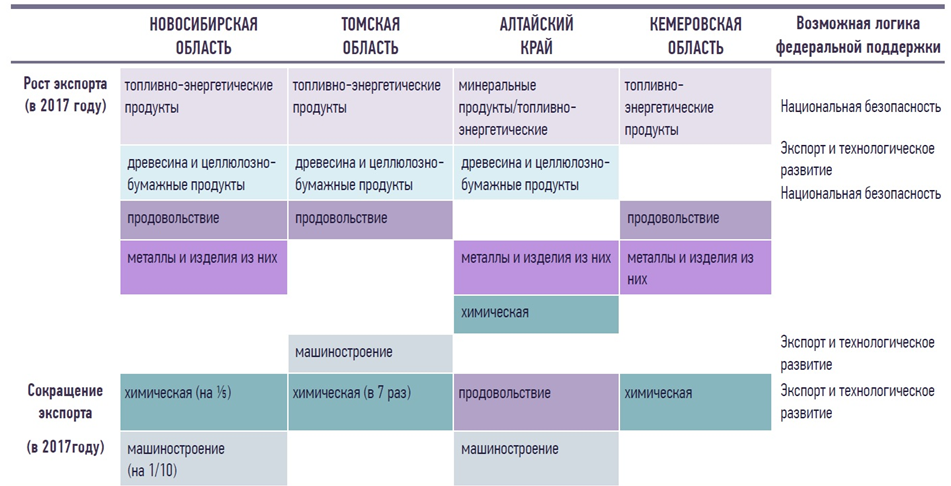 НОВОСИБИРСКАЯ ОБЛАСТЬ
ТОМСКАЯ ОБЛАСТЬ
АЛТАЙСКИЙ КРАЙ
КЕМЕРОВСКАЯ ОБЛАСТЬ
Возможная логика федеральной поддержки
Рост экспорта
(в 2017 году)
топливно-энергетические
продукты
топливно-энергетические
продукты
минеральные
продукты/топливно-
энергетические
топливно-
энергетические
продукты
Национальная безопасность
древесина и целлюлозно-
бумажные продукты
древесина и целлюлозно-
бумажные продукты
древесина и целлюлозно-
бумажные продукты
Экспорт и технологическое
развитие
Национальная безопасность
продовольствие
продовольствие
продовольствие
металлы и изделия из них
металлы и изделия из них
металлы и изделия из
них
химическая
машиностроение
Экспорт и технологическое
развитие
Сокращение
экспорта
(в 2017году)
химическая (на ⅕)
химическая (в 7 раз)
продовольствие
химическая
Экспорт и технологическое
развитие
машиностроение
(на 1/10)
машиностроение